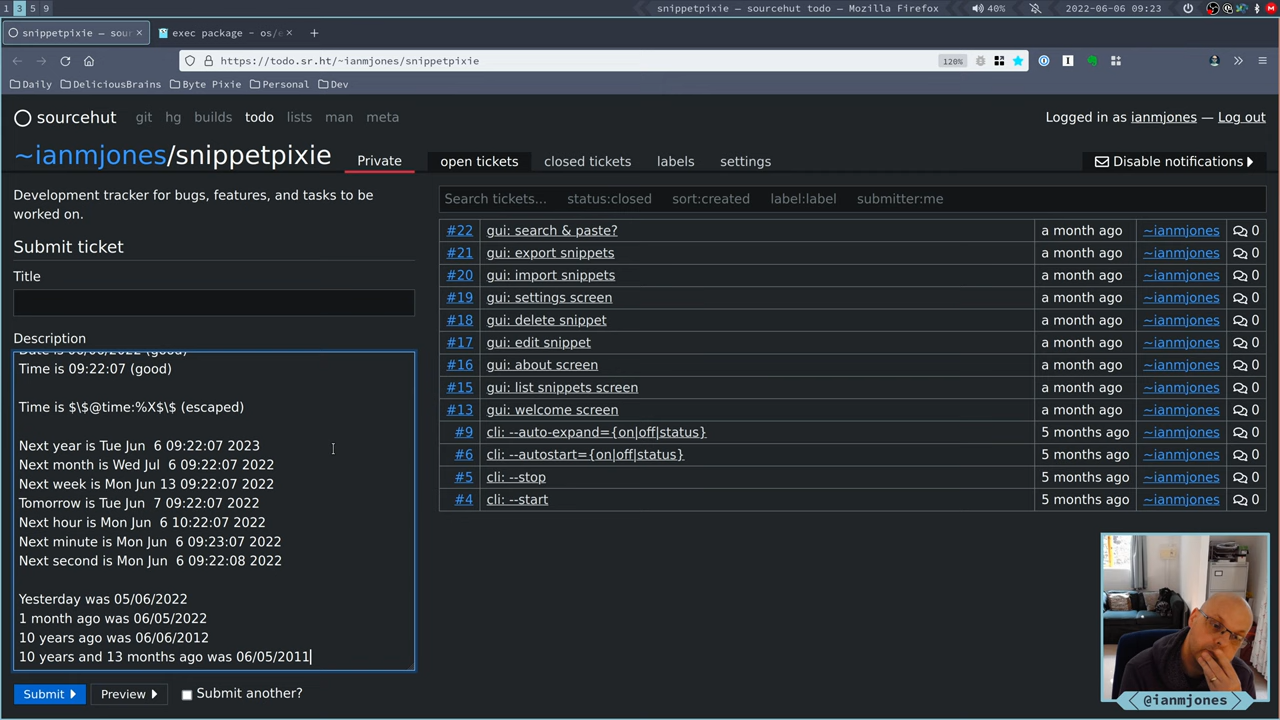 1 3 5 9
snippetpixie — sourcehut todo — Mozilla Firefox
40%
2022-06-06 09:23
snippetpixie — sour
exec package - os/e
https://todo.sr.ht/~ianmjones/snippetpixie
120%
Daily DeliciousBrains Byte Pixie Personal Dev
sourcehut git hg builds todo lists man meta
Logged in as ianmjones — Log out
~ianmjones/snippetpixie Private
open tickets closed tickets labels settings
Disable notifications
Development tracker for bugs, features, and tasks to be
worked on.
Submit ticket
Title
Description
Date is 06/06/2022 (good)
Time is 09:22:07 (good)
Time is $\$@time:%X$\$ (escaped)
Next year is Tue Jun  6 09:22:07 2023
Next month is Wed Jul  6 09:22:07 2022
Next week is Mon Jun 13 09:22:07 2022
Tomorrow is Tue Jun  7 09:22:07 2022
Next hour is Mon Jun  6 10:22:07 2022
Next minute is Mon Jun  6 09:23:07 2022
Next second is Mon Jun  6 09:22:08 2022
Yesterday was 05/06/2022
1 month ago was 06/05/2022
10 years ago was 06/06/2012
10 years and 13 months ago was 06/05/2011
Submit Preview Submit another?
Search tickets... status:closed sort:created label:label submitter:me
#22 gui: search & paste? a month ago ~ianmjones 0
#21 gui: export snippets a month ago ~ianmjones 0
#20 gui: import snippets a month ago ~ianmjones 0
#19 gui: settings screen a month ago ~ianmjones 0
#18 gui: delete snippet a month ago ~ianmjones 0
#17 gui: edit snippet a month ago ~ianmjones 0
#16 gui: about screen a month ago ~ianmjones 0
#15 gui: list snippets screen a month ago ~ianmjones 0
#13 gui: welcome screen a month ago ~ianmjones 0
#9 cli: --auto-expand={on|off|status} 5 months ago ~ianmjones 0
#6 cli: --autostart={on|off|status} 5 months ago ~ianmjones 0
#5 cli: --stop 5 months ago ~ianmjones 0
#4 cli: --start 5 months ago ~ianmjones 0
@ianmjones